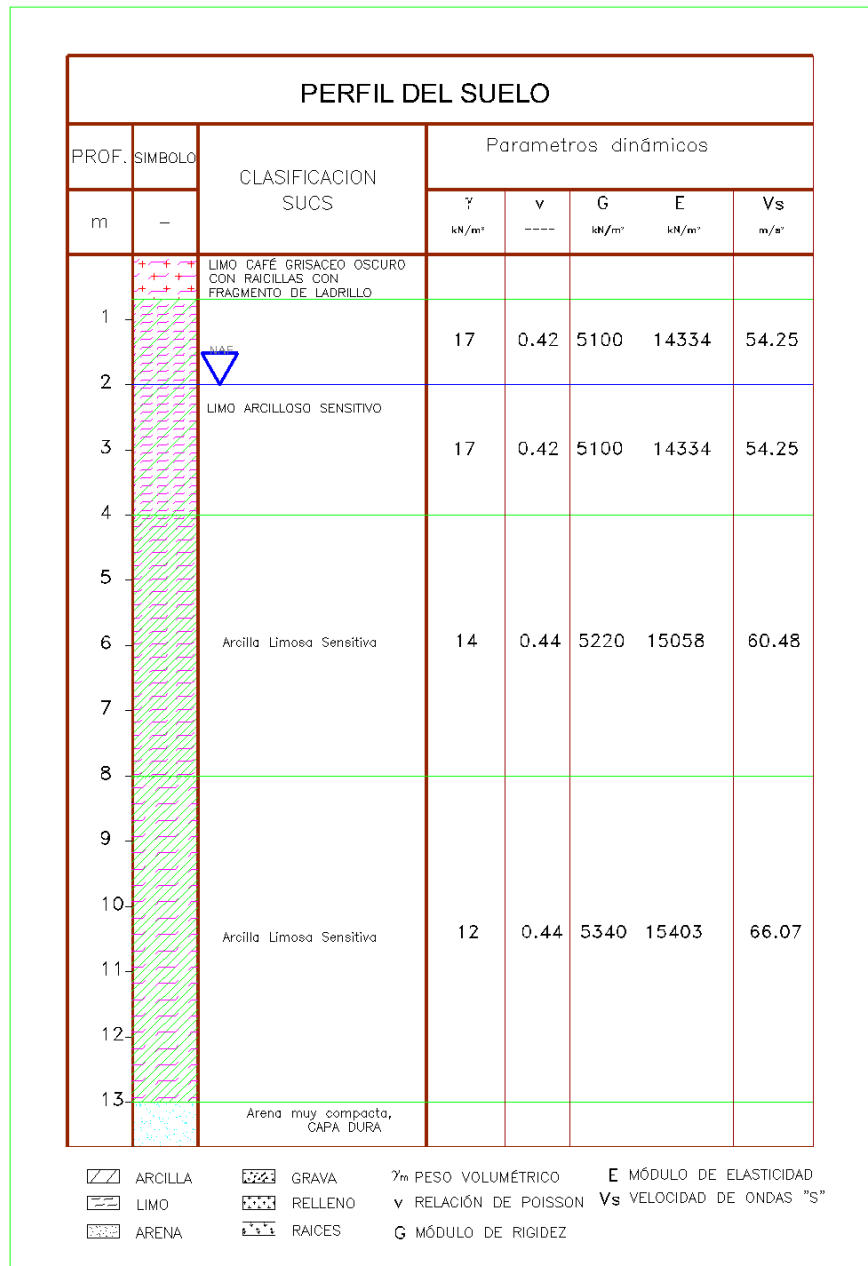 PERFIL DEL SUELO
PROF. SIMBOLO CLASIFICACION SUCS Parametros dinámicos
m – γ ν G E Vs
kN/m³ ---- kN/m² kN/m² m/s²
LIMO CAFÉ GRISACEO OSCURO
CON RAICILLAS CON
FRAGMENTO DE LADRILLO
1
17 0.42 5100 14334 54.25
NAF
2
LIMO ARCILLOSO SENSITIVO
3 17 0.42 5100 14334 54.25
4
5
6 Arcilla Limosa Sensitiva 14 0.44 5220 15058 60.48
7
8
9
10
Arcilla Limosa Sensitiva 12 0.44 5340 15403 66.07
11
12
13
Arena muy compacta,
CAPA DURA
ARCILLA GRAVA γm PESO VOLUMÉTRICO E MÓDULO DE ELASTICIDAD
LIMO RELLENO ν RELACIÓN DE POISSON Vs VELOCIDAD DE ONDAS "S"
ARENA RAICES G MÓDULO DE RIGIDEZ